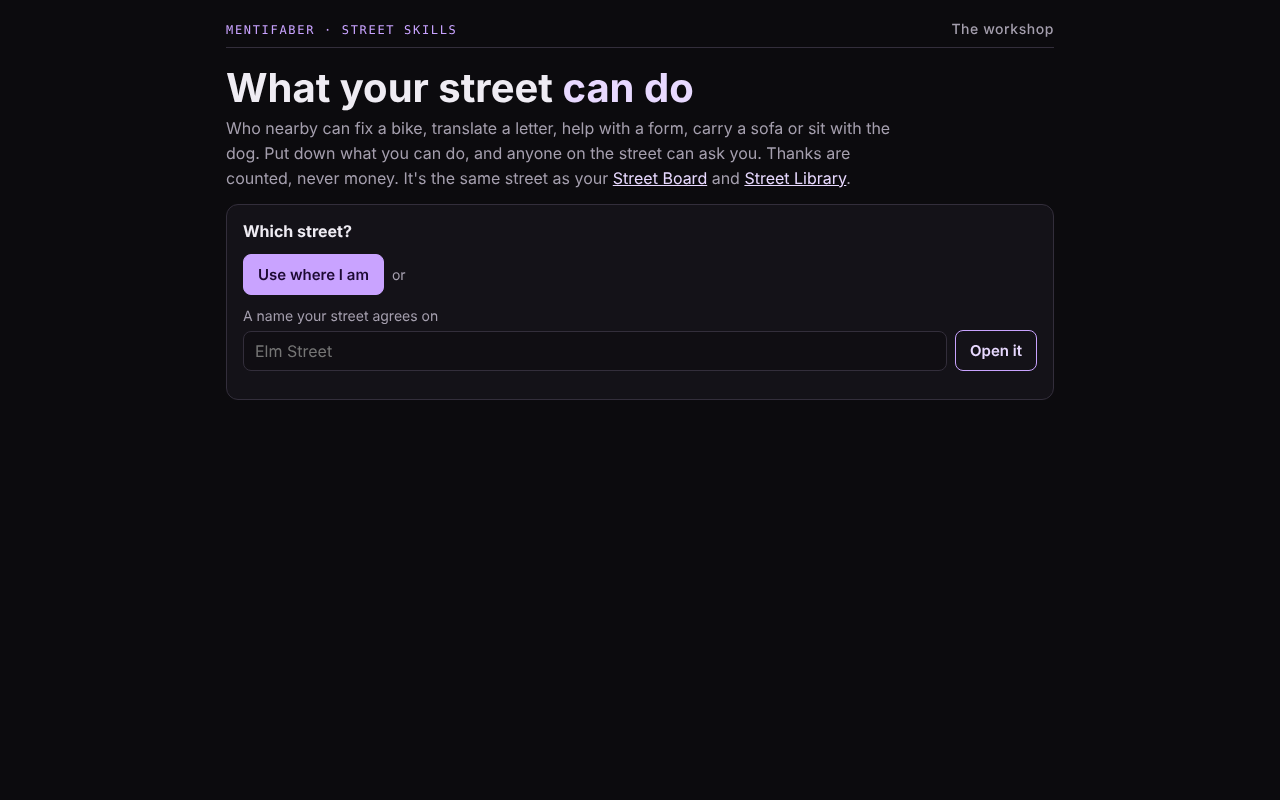 MENTIFABER · STREET SKILLS
The workshop
What your street can do
Who nearby can fix a bike, translate a letter, help with a form, carry a sofa or sit with the
dog. Put down what you can do, and anyone on the street can ask you. Thanks are
counted, never money. It's the same street as your Street Board and Street Library.
Which street?
Use where I am or
A name your street agrees on
Elm Street
Open it